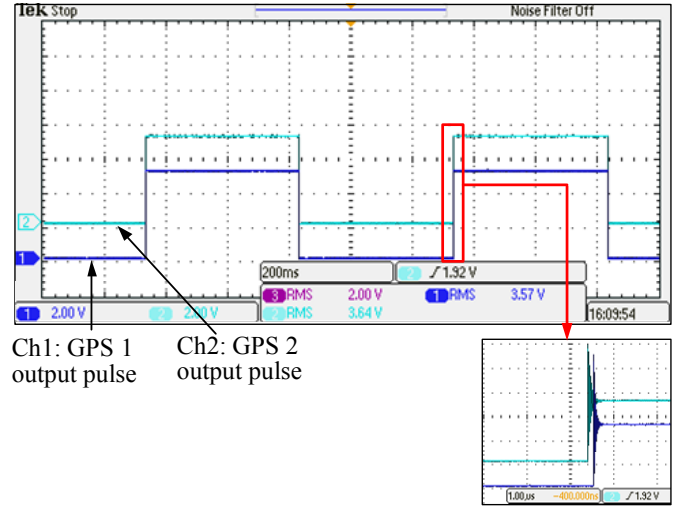 Tek Stop
Noise Filter Off
2
1
200ms
2 ʃ 1.92 V
3 RMS 2.00 V
1 RMS 3.57 V
2 RMS 3.64 V
1 2.00 V
2 2.00 V
16:09:54
Ch1: GPS 1
output pulse
Ch2: GPS 2
output pulse
1.00µs
-400.000ns
2 ʃ 1.92 V